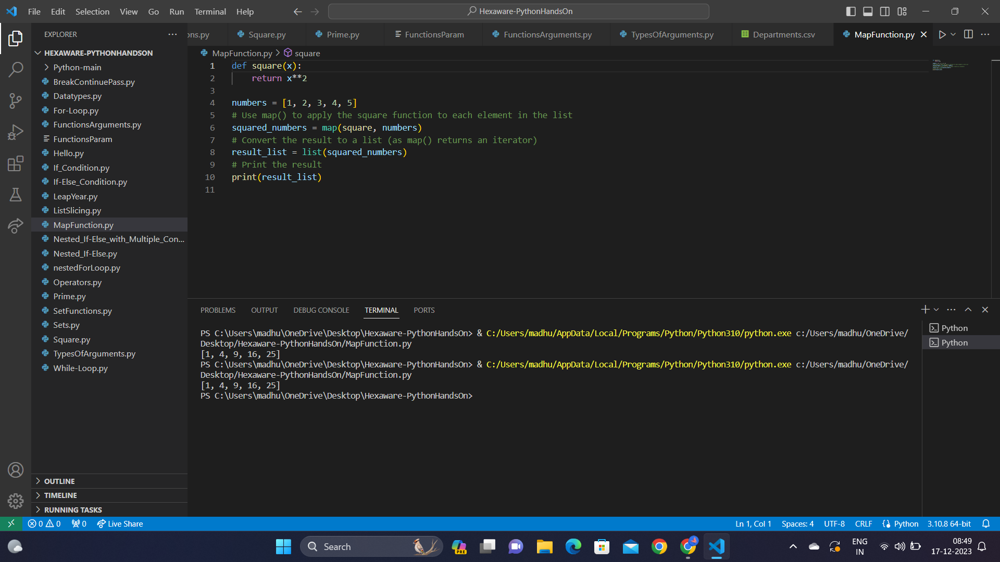 File Edit Selection View Go Run Terminal Help
Hexaware-PythonHandsOn
EXPLORER
ons.py Square.py Prime.py FunctionsParam FunctionsArguments.py TypesOfArguments.py Departments.csv MapFunction.py
HEXAWARE-PYTHONHANDSON
Python-main
BreakContinuePass.py
Datatypes.py
For-Loop.py
FunctionsArguments.py
FunctionsParam
Hello.py
If_Condition.py
If-Else_Condition.py
LeapYear.py
ListSlicing.py
MapFunction.py
Nested_If-Else_with_Multiple_Con...
Nested_If-Else.py
nestedForLoop.py
Operators.py
Prime.py
SetFunctions.py
Sets.py
Square.py
TypesOfArguments.py
While-Loop.py
OUTLINE
TIMELINE
RUNNING TASKS
MapFunction.py > square
1 def square(x):
2 return x**2
3
4 numbers = [1, 2, 3, 4, 5]
5 # Use map() to apply the square function to each element in the list
6 squared_numbers = map(square, numbers)
7 # Convert the result to a list (as map() returns an iterator)
8 result_list = list(squared_numbers)
9 # Print the result
10 print(result_list)
11
PROBLEMS OUTPUT DEBUG CONSOLE TERMINAL PORTS
PS C:\Users\madhu\OneDrive\Desktop\Hexaware-PythonHandsOn> & C:/Users/madhu/AppData/Local/Programs/Python/Python310/python.exe c:/Users/madhu/OneDrive/
Desktop/Hexaware-PythonHandsOn/MapFunction.py
[1, 4, 9, 16, 25]
PS C:\Users\madhu\OneDrive\Desktop\Hexaware-PythonHandsOn> & C:/Users/madhu/AppData/Local/Programs/Python/Python310/python.exe c:/Users/madhu/OneDrive/
Desktop/Hexaware-PythonHandsOn/MapFunction.py
[1, 4, 9, 16, 25]
PS C:\Users\madhu\OneDrive\Desktop\Hexaware-PythonHandsOn>
Python
Python
0 0 0 Live Share Ln 1, Col 1 Spaces: 4 UTF-8 CRLF Python 3.10.8 64-bit
Search
PRE
ENG
IN
08:49
17-12-2023